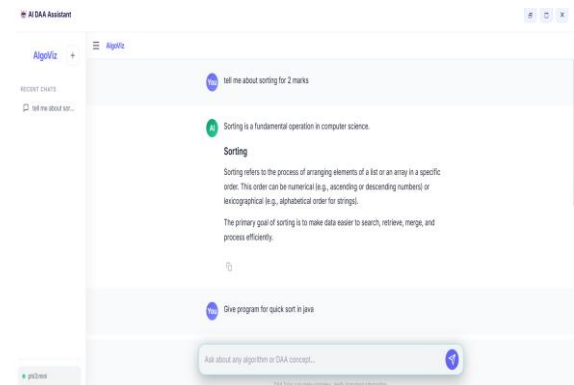 AI DAA Assistant
AlgoViz +
AlgoViz
RECENT CHATS
tell me about sor...
You tell me about sorting for 2 marks
AI Sorting is a fundamental operation in computer science.
Sorting
Sorting refers to the process of arranging elements of a list or an array in a specific
order. This order can be numerical (e.g., ascending or descending numbers) or
lexicographical (e.g., alphabetical order for strings).
The primary goal of sorting is to make data easier to search, retrieve, merge, and
process efficiently.
You Give program for quick sort in java
Ask about any algorithm or DAA concept...
phi3:mini